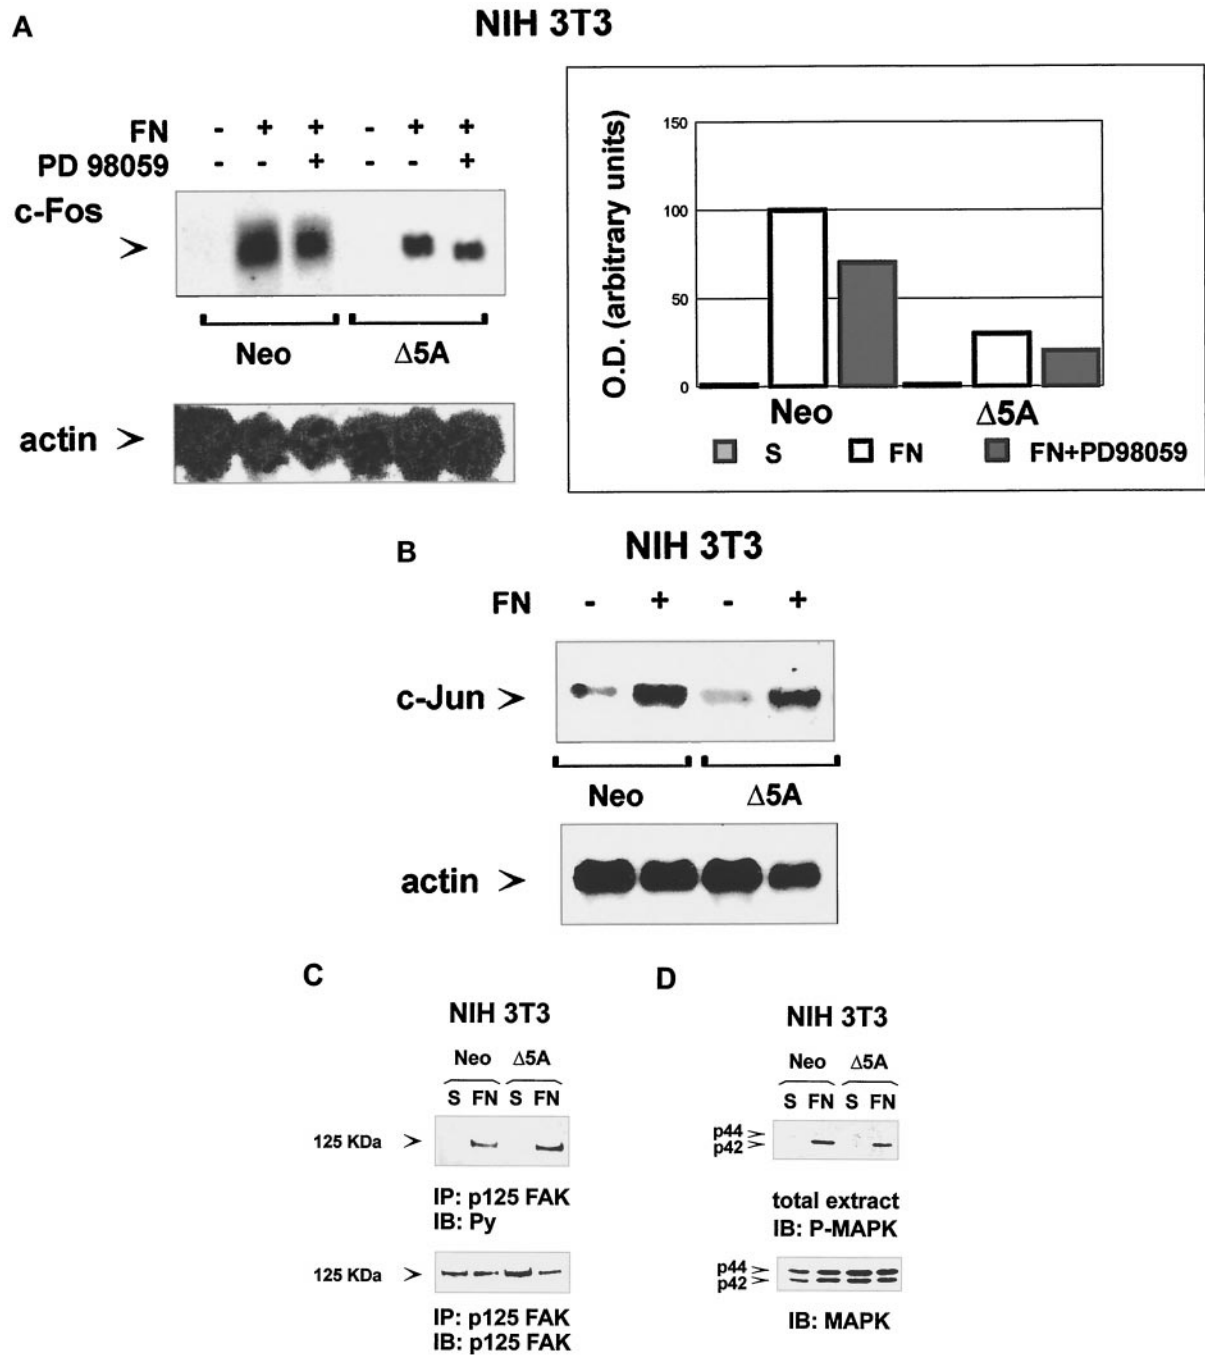 A
NIH 3T3
FN - + + - + +
PD 98059 - - + - - +
c-Fos
Neo Δ5A
actin
O.D. (arbitrary units)
150
100
50
0
Neo Δ5A
S FN FN+PD98059
B
NIH 3T3
FN - + - +
c-Jun
Neo Δ5A
actin
C
NIH 3T3
Neo Δ5A
S FN S FN
125 KDa
IP: p125 FAK
IB: Py
125 KDa
IP: p125 FAK
IB: p125 FAK
D
NIH 3T3
Neo Δ5A
S FN S FN
p44
p42
total extract
IB: P-MAPK
p44
p42
IB: MAPK